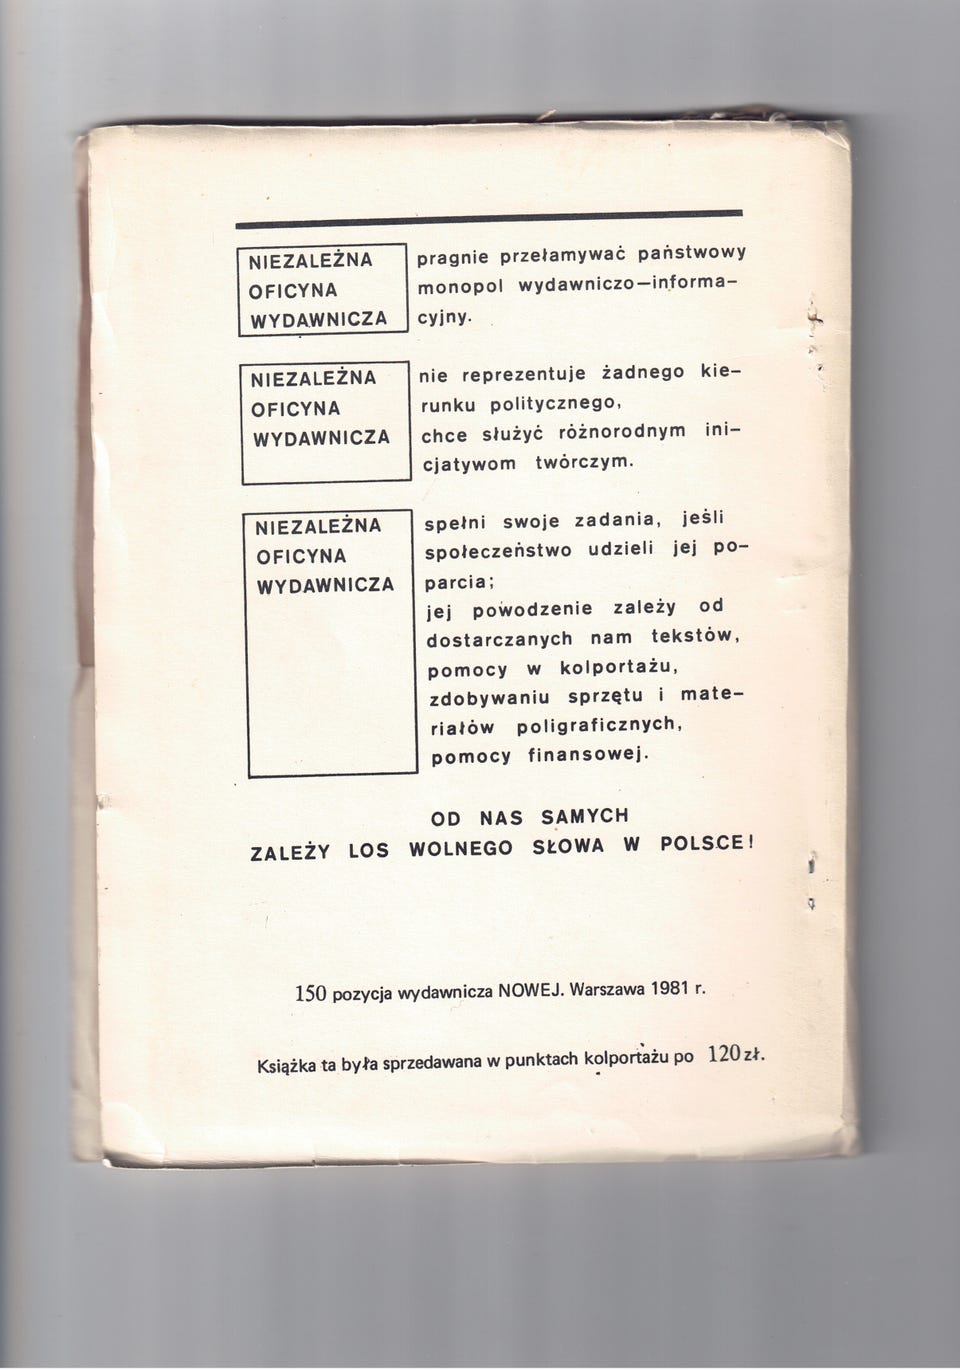 NIEZALEŻNA
OFICYNA
WYDAWNICZA
pragnie przełamywać państwowy
monopol wydawniczo—informa-
cyjny.
NIEZALEŻNA
OFICYNA
WYDAWNICZA
nie reprezentuje żadnego kie-
runku politycznego,
chce służyć różnorodnym ini-
cjatywom twórczym.
NIEZALEŻNA
OFICYNA
WYDAWNICZA
spełni swoje zadania, jeśli
społeczeństwo udzieli jej po-
parcia;
jej powodzenie zależy od
dostarczanych nam tekstów,
pomocy w kolportażu,
zdobywaniu sprzętu i mate-
riałów poligraficznych,
pomocy finansowej.
OD NAS SAMYCH
ZALEŻY LOS WOLNEGO SŁOWA W POLSCE!
150 pozycja wydawnicza NOWEJ. Warszawa 1981 r.
Książka ta była sprzedawana w punktach kolportażu po 120 zł.